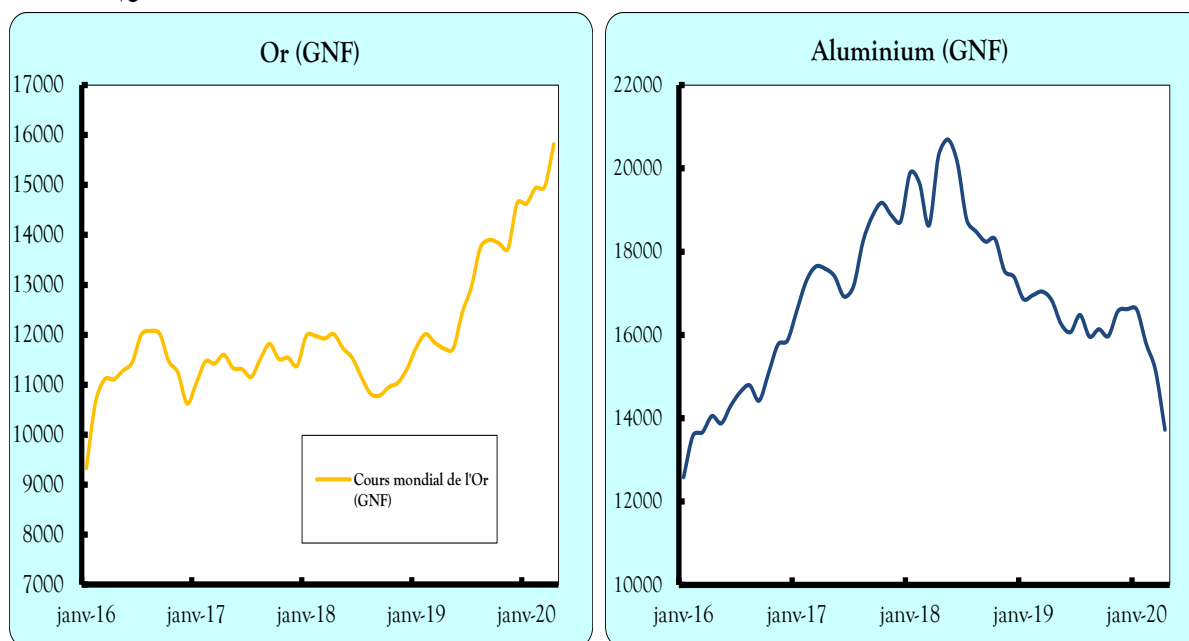 Or (GNF)
17000
16000
15000
14000
13000
12000
11000
10000
9000
8000
7000
janv-16
janv-17
janv-18
janv-19
janv-20
Cours mondial de l'Or
(GNF)
Aluminium (GNF)
22000
20000
18000
16000
14000
12000
10000
janv-16
janv-17
janv-18
janv-19
janv-20